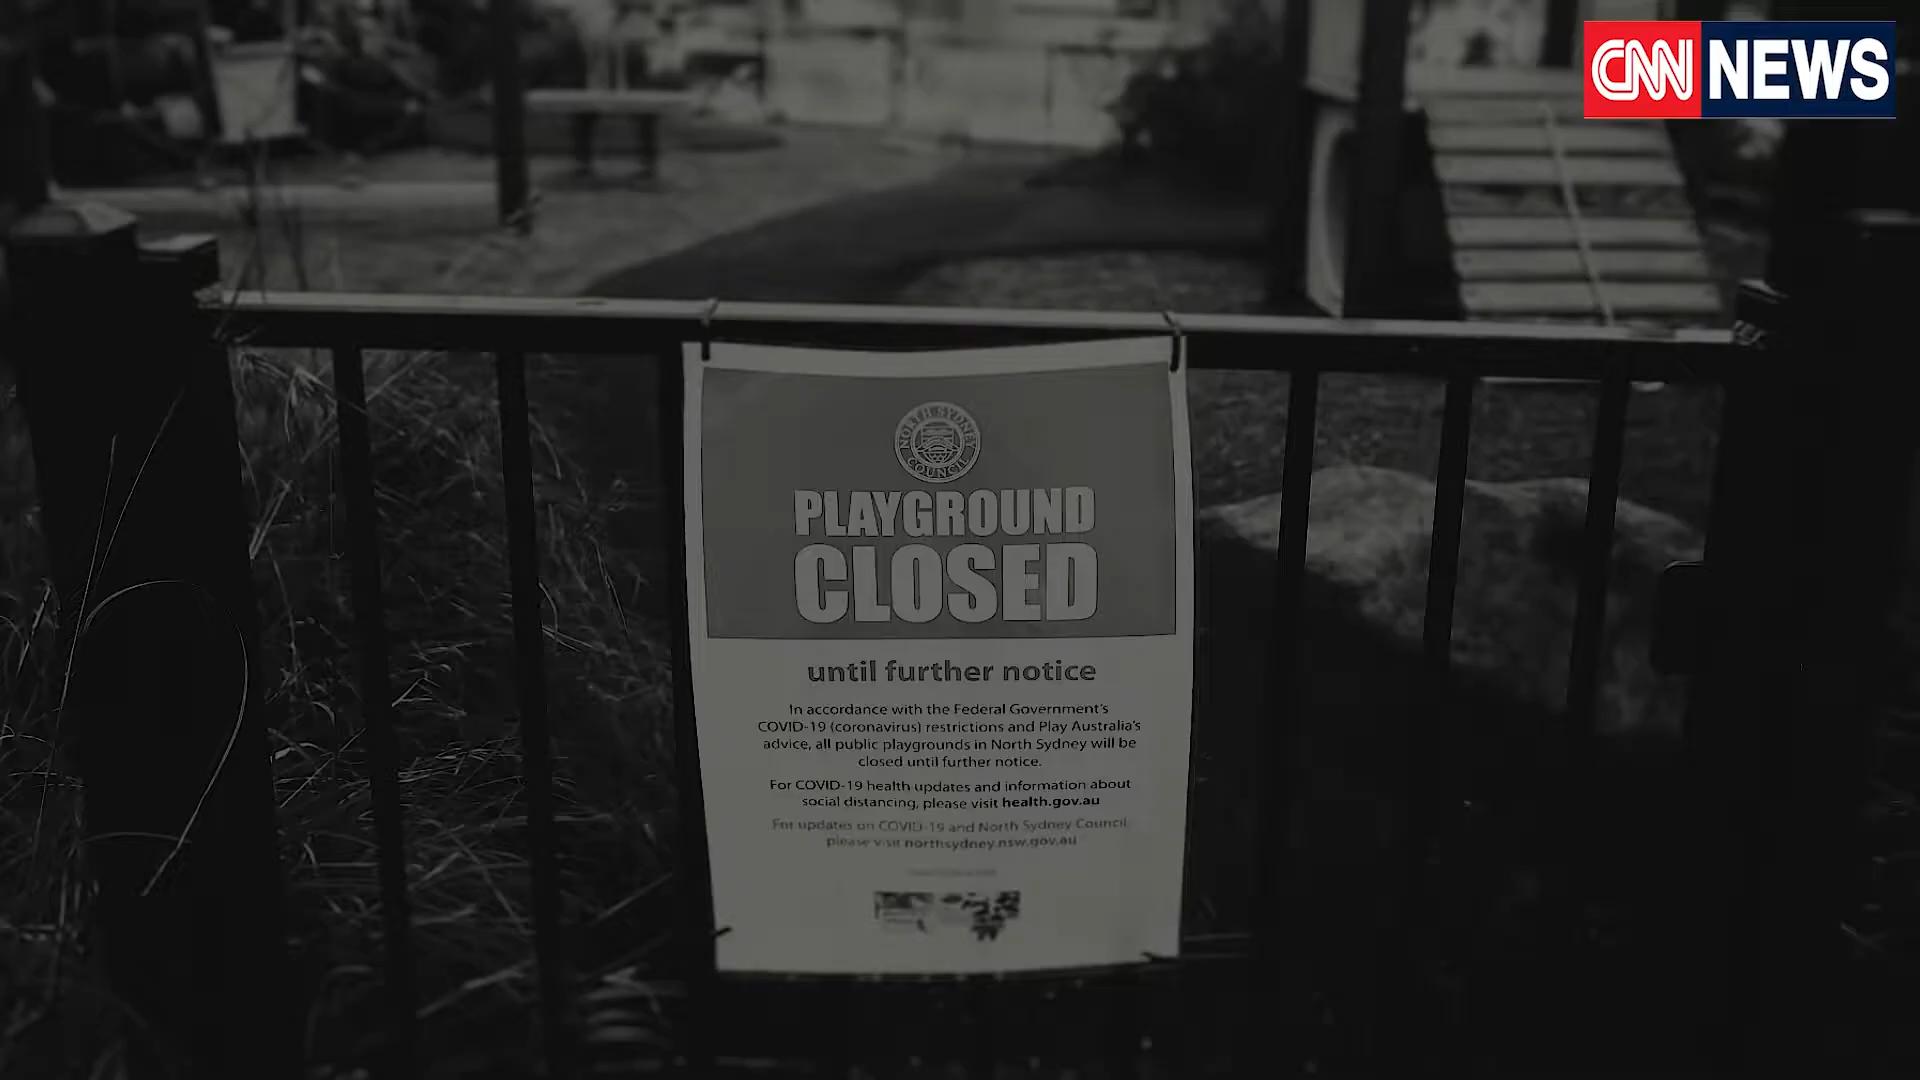 CNN NEWS
NORTH SYDNEY COUNCIL
PLAYGROUND
CLOSED
until further notice
In accordance with the Federal Government's
COVID-19 (coronavirus) restrictions and Play Australia's
advice, all public playgrounds in North Sydney will be
closed until further notice.
For COVID-19 health updates and information about
social distancing, please visit health.gov.au
For updates on COVID-19 and North Sydney Council,
please visit northsydney.nsw.gov.au